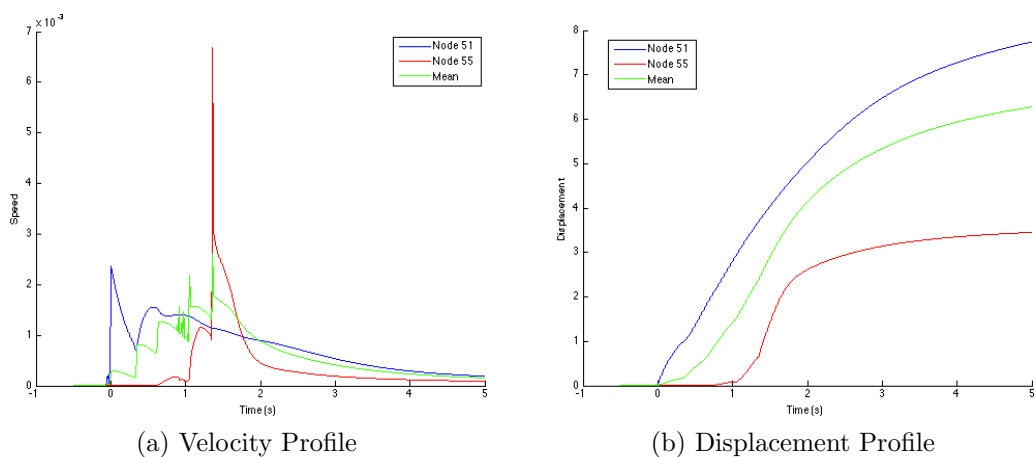 × 10⁻³
7
6
5
4
3
2
1
0
-1
0
1
2
3
4
5
Speed
Time (s)
Node 51
Node 55
Mean
(a) Velocity Profile
8
7
6
5
4
3
2
1
0
-1
0
1
2
3
4
5
Displacement
Time (s)
Node 51
Node 55
Mean
(b) Displacement Profile